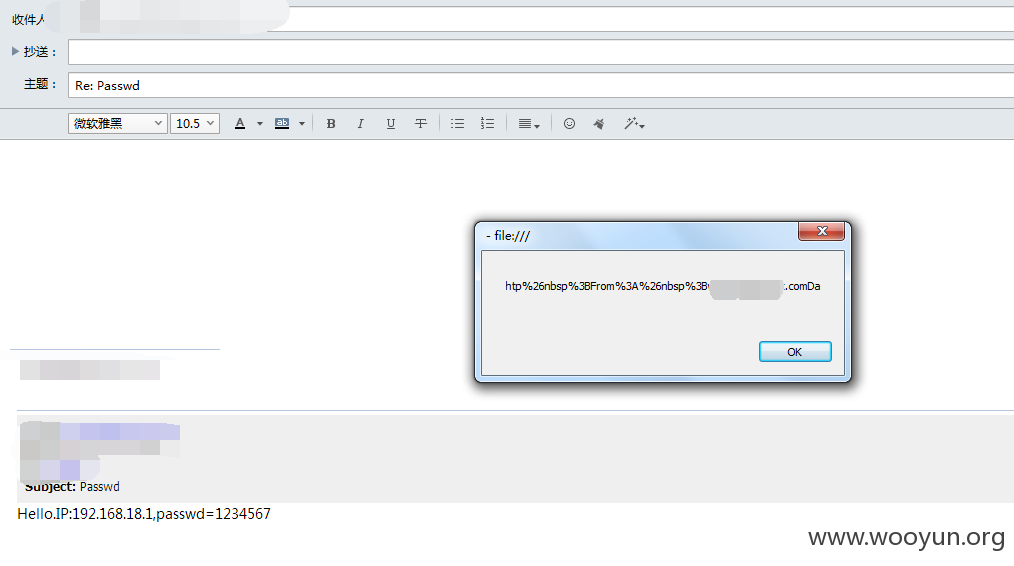 收件人
抄送：
主题：
Re: Passwd
微软雅黑
10.5
- file:///
htp%26nbsp%3BFrom%3A%26nbsp%3B
.comDa
OK
Subject: Passwd
Hello.IP:192.168.18.1,passwd=1234567
www.wooyun.org